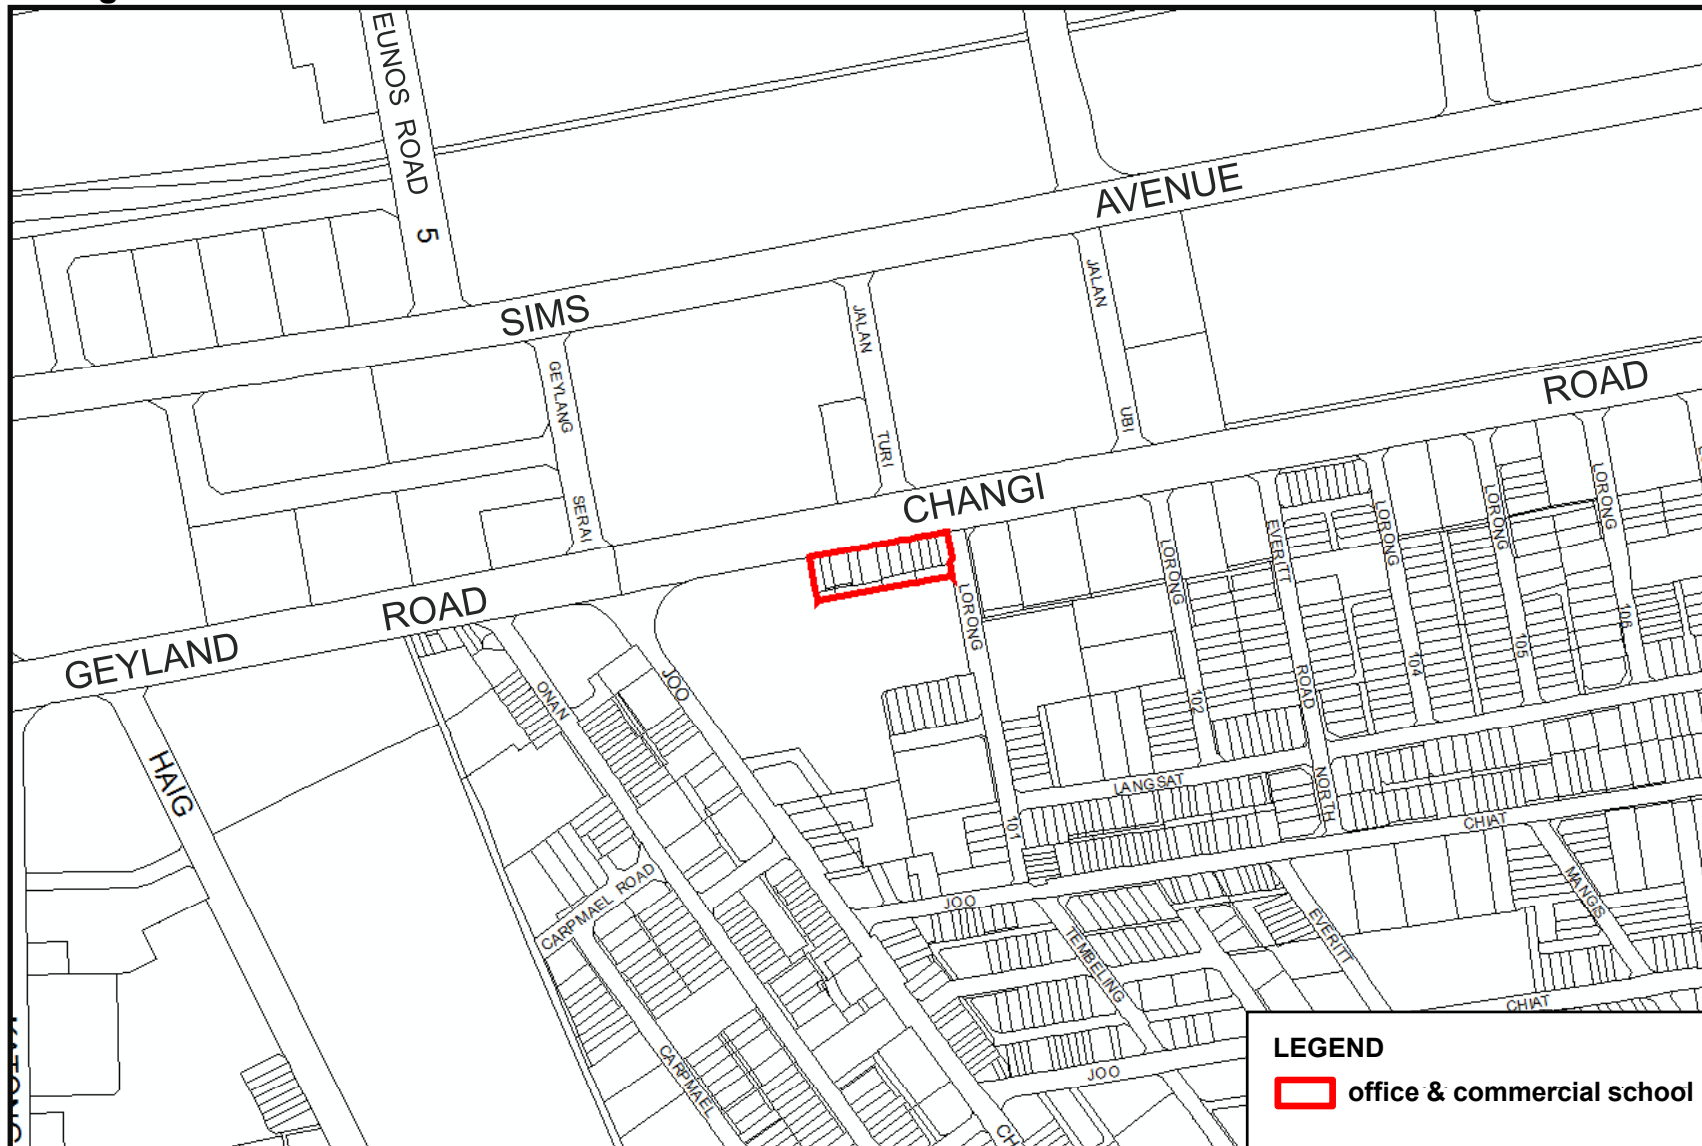 EUNOS ROAD 5
SIMS AVENUE
JALAN TURI
JALAN UBI
GEYLANG SERAI
CHANGI ROAD
GEYLAND ROAD
HAIG
ONAN
JOO
LORONG 101
LORONG 102
EVERITT ROAD NORTH
LORONG 104
LORONG 105
LORONG 106
LANGSAT
CHIAT
JOO
CARPMAEL ROAD
CARPMAEL
TEMBELING
EVERITT
MANGIS
CHIAT
JOO
CH
LEGEND
office & commercial school